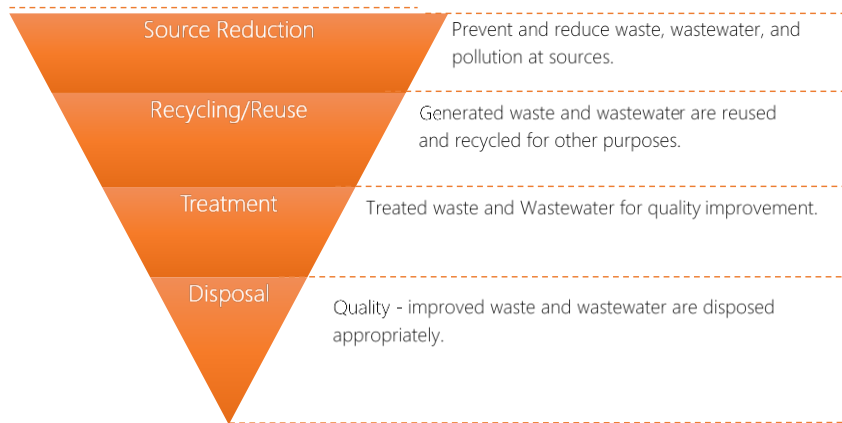 Source Reduction
Prevent and reduce waste, wastewater, and
pollution at sources.
Recycling/Reuse
Generated waste and wastewater are reused
and recycled for other purposes.
Treatment
Treated waste and Wastewater for quality improvement.
Disposal
Quality - improved waste and wastewater are disposed
appropriately.